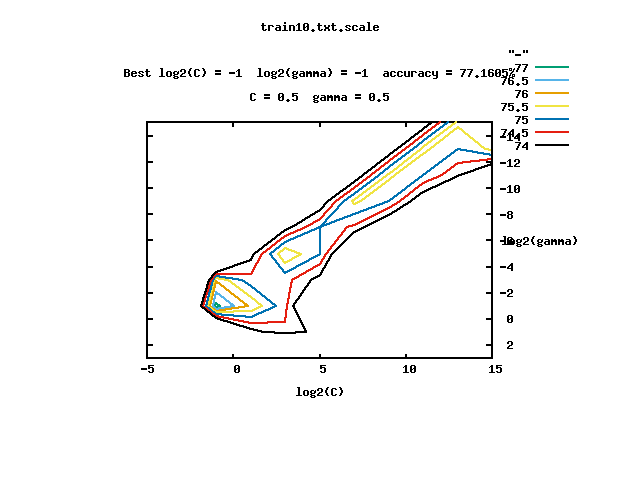 train10.txt.scale
"-"
Best log2(C) = -1  log2(gamma) = -1  accuracy = 77.1605%
77
76.5
C = 0.5  gamma = 0.5
76
75.5
75
74.5
74
-14
-12
-10
-8
-6
log2(gamma)
-4
-2
0
2
-5 0 5 10 15
log2(C)